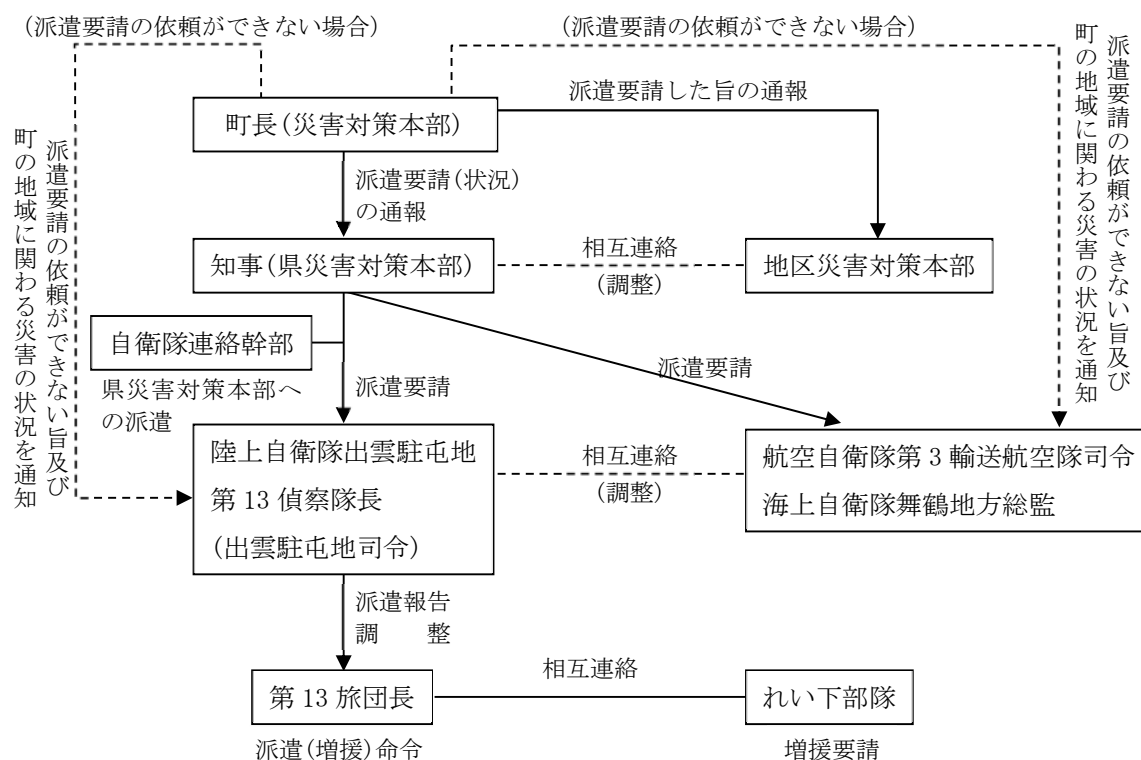 (派遣要請の依頼ができない場合)
(派遣要請の依頼ができない場合)
派遣要請した旨の通報
町長(災害対策本部)
派遣要請の依頼ができない旨及び
町の地域に関わる災害の状況を通知
派遣要請の依頼ができない旨及び
町の地域に関わる災害の状況を通知
派遣要請(状況)
の通報
知事(県災害対策本部)
相互連絡
(調整)
地区災害対策本部
自衛隊連絡幹部
県災害対策本部へ
の派遣
派遣要請
派遣要請
陸上自衛隊出雲駐屯地
第13偵察隊長
(出雲駐屯地司令)
相互連絡
(調整)
航空自衛隊第3輸送航空隊司令
海上自衛隊舞鶴地方総監
派遣報告
調　整
第13旅団長
相互連絡
れい下部隊
派遣(増援)命令
増援要請